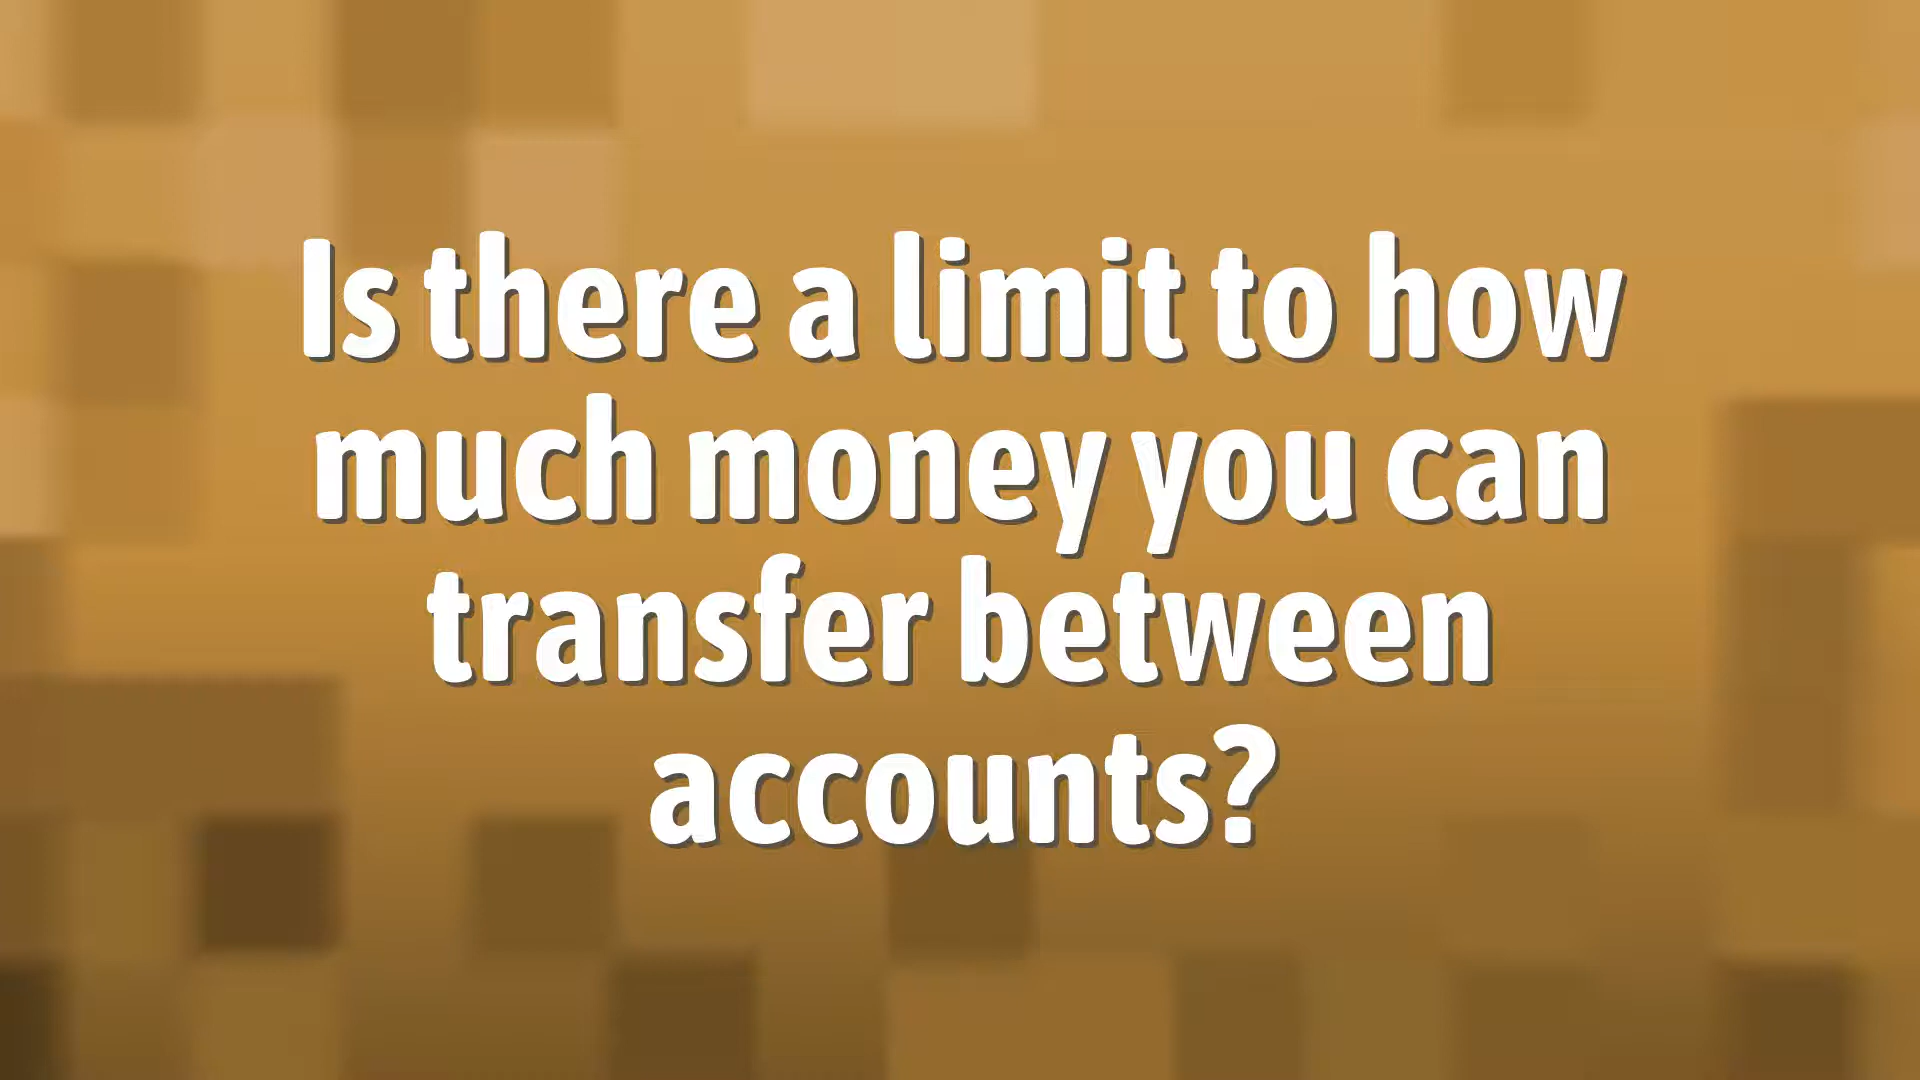 Is there a limit to how
much money you can
transfer between
accounts?